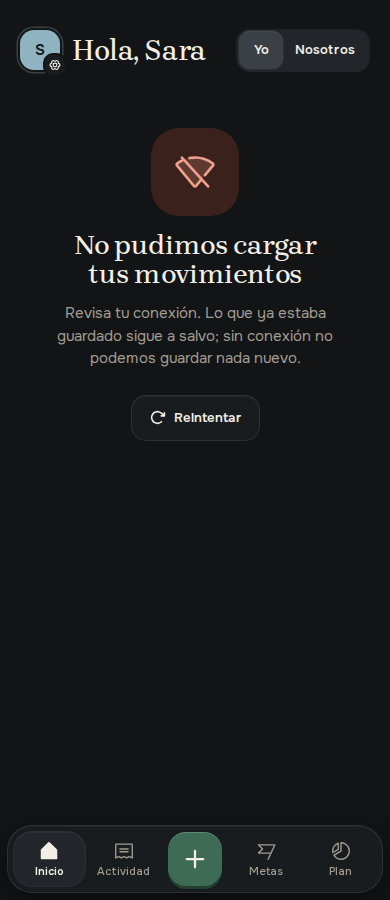 S
Hola, Sara
Yo
Nosotros
No pudimos cargar
tus movimientos
Revisa tu conexión. Lo que ya estaba
guardado sigue a salvo; sin conexión no
podemos guardar nada nuevo.
Reintentar
Inicio
Actividad
Metas
Plan